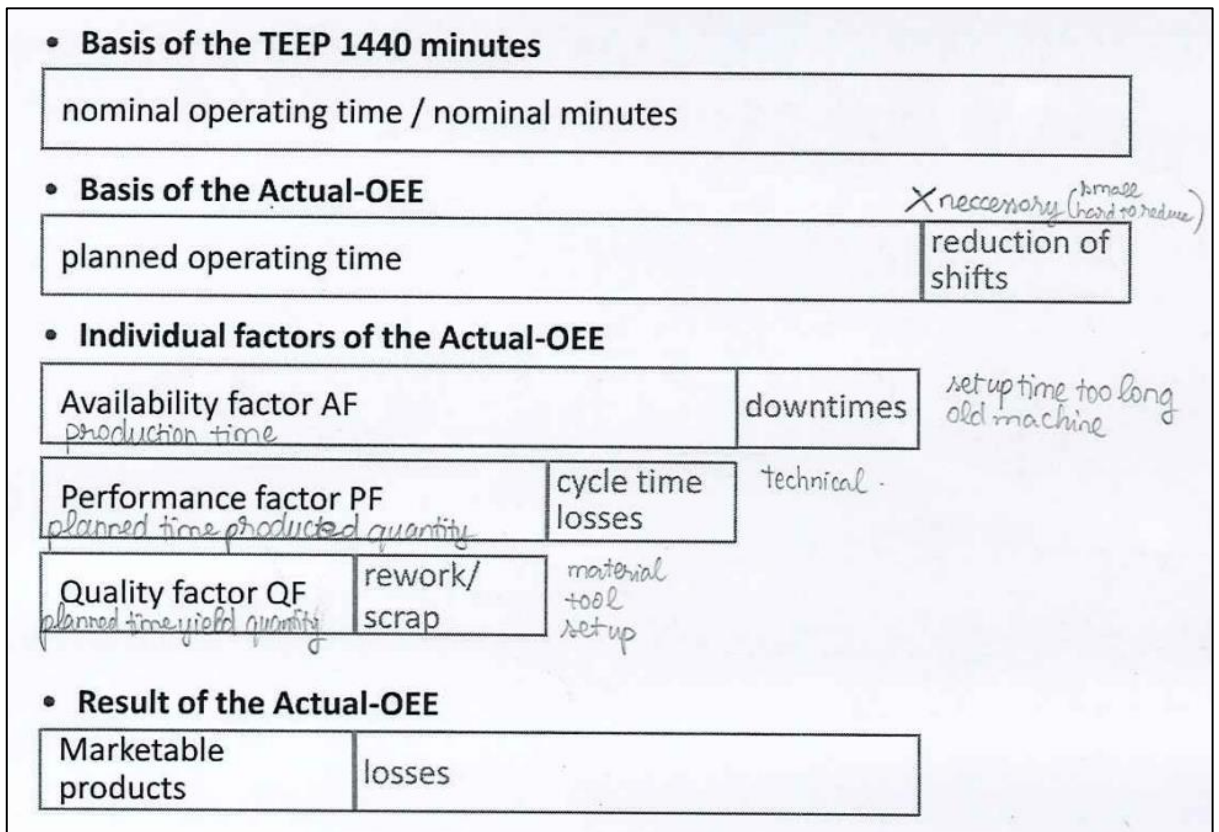 • Basis of the TEEP 1440 minutes
nominal operating time / nominal minutes
• Basis of the Actual-OEE
X neccessory (small
hard to reduce)
planned operating time
reduction of
shifts
• Individual factors of the Actual-OEE
Availability factor AF
production time
downtimes
set up time too long
old machine
Performance factor PF
planned time producted quantity
cycle time
losses
technical
Quality factor QF
planned time yield quantity
rework/
scrap
material
tool
set up
• Result of the Actual-OEE
Marketable
products
losses